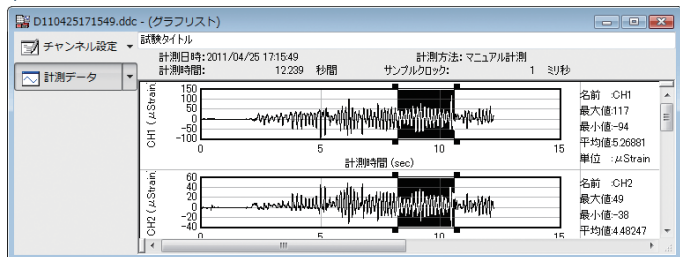 D110425171549.ddc - (グラフリスト)
チャンネル設定
計測データ
試験タイトル
計測日時:2011/04/25 17:15:49 計測方法:マニュアル計測
計測時間: 12.239 秒間 サンプルクロック: 1 ミリ秒
CH1 (μStrain)
150
100
50
0
-50
-100
0 5 10 15
計測時間 (sec)
名前 :CH1
最大値:117
最小値:-94
平均値:5.26881
単位 :μStrain
CH2 (μStrain)
60
40
20
0
-20
-40
0 5 10 15
名前 :CH2
最大値:49
最小値:-38
平均値:4.48247